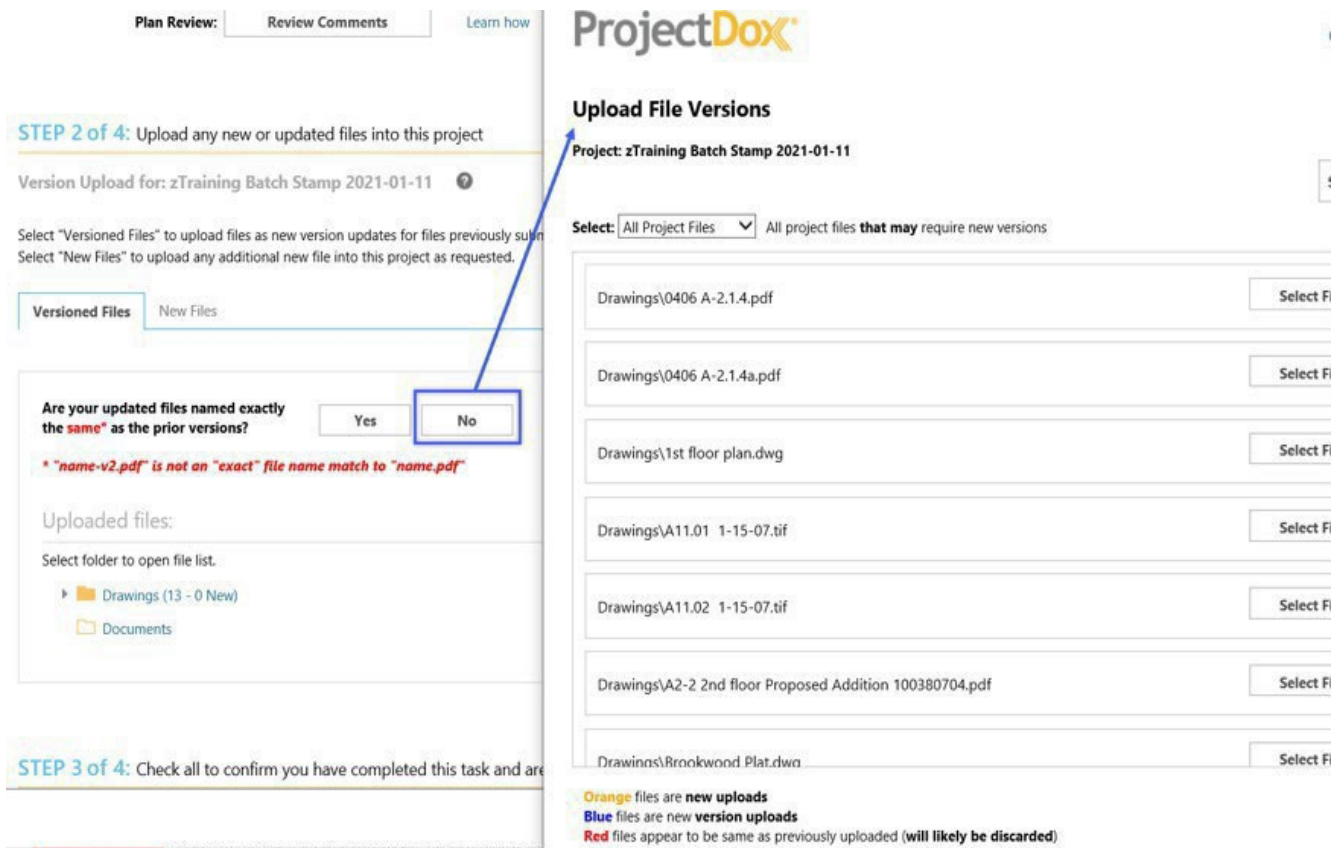 Plan Review:
Review Comments
Learn how
STEP 2 of 4: Upload any new or updated files into this project
Version Upload for: zTraining Batch Stamp 2021-01-11 ?
Select "Versioned Files" to upload files as new version updates for files previously
Select "New Files" to upload any additional new file into this project as requested.
Versioned Files
New Files
Are your updated files named exactly
the same* as the prior versions?
Yes
No
* "name-v2.pdf" is not an "exact" file name match to "name.pdf"
Uploaded files:
Select folder to open file list.
Drawings (13 - 0 New)
Documents
STEP 3 of 4: Check all to confirm you have completed this task and are
ProjectDox
Upload File Versions
Project: zTraining Batch Stamp 2021-01-11
Select: All Project Files All project files that may require new versions
Drawings\0406 A-2.1.4.pdf
Select
Drawings\0406 A-2.1.4a.pdf
Select
Drawings\1st floor plan.dwg
Select
Drawings\A11.01 1-15-07.tif
Select
Drawings\A11.02 1-15-07.tif
Select
Drawings\A2-2 2nd floor Proposed Addition 100380704.pdf
Select
Drawings\Brookwood Plat.dwg
Select
Orange files are new uploads
Blue files are new version uploads
Red files appear to be same as previously uploaded (will likely be discarded)